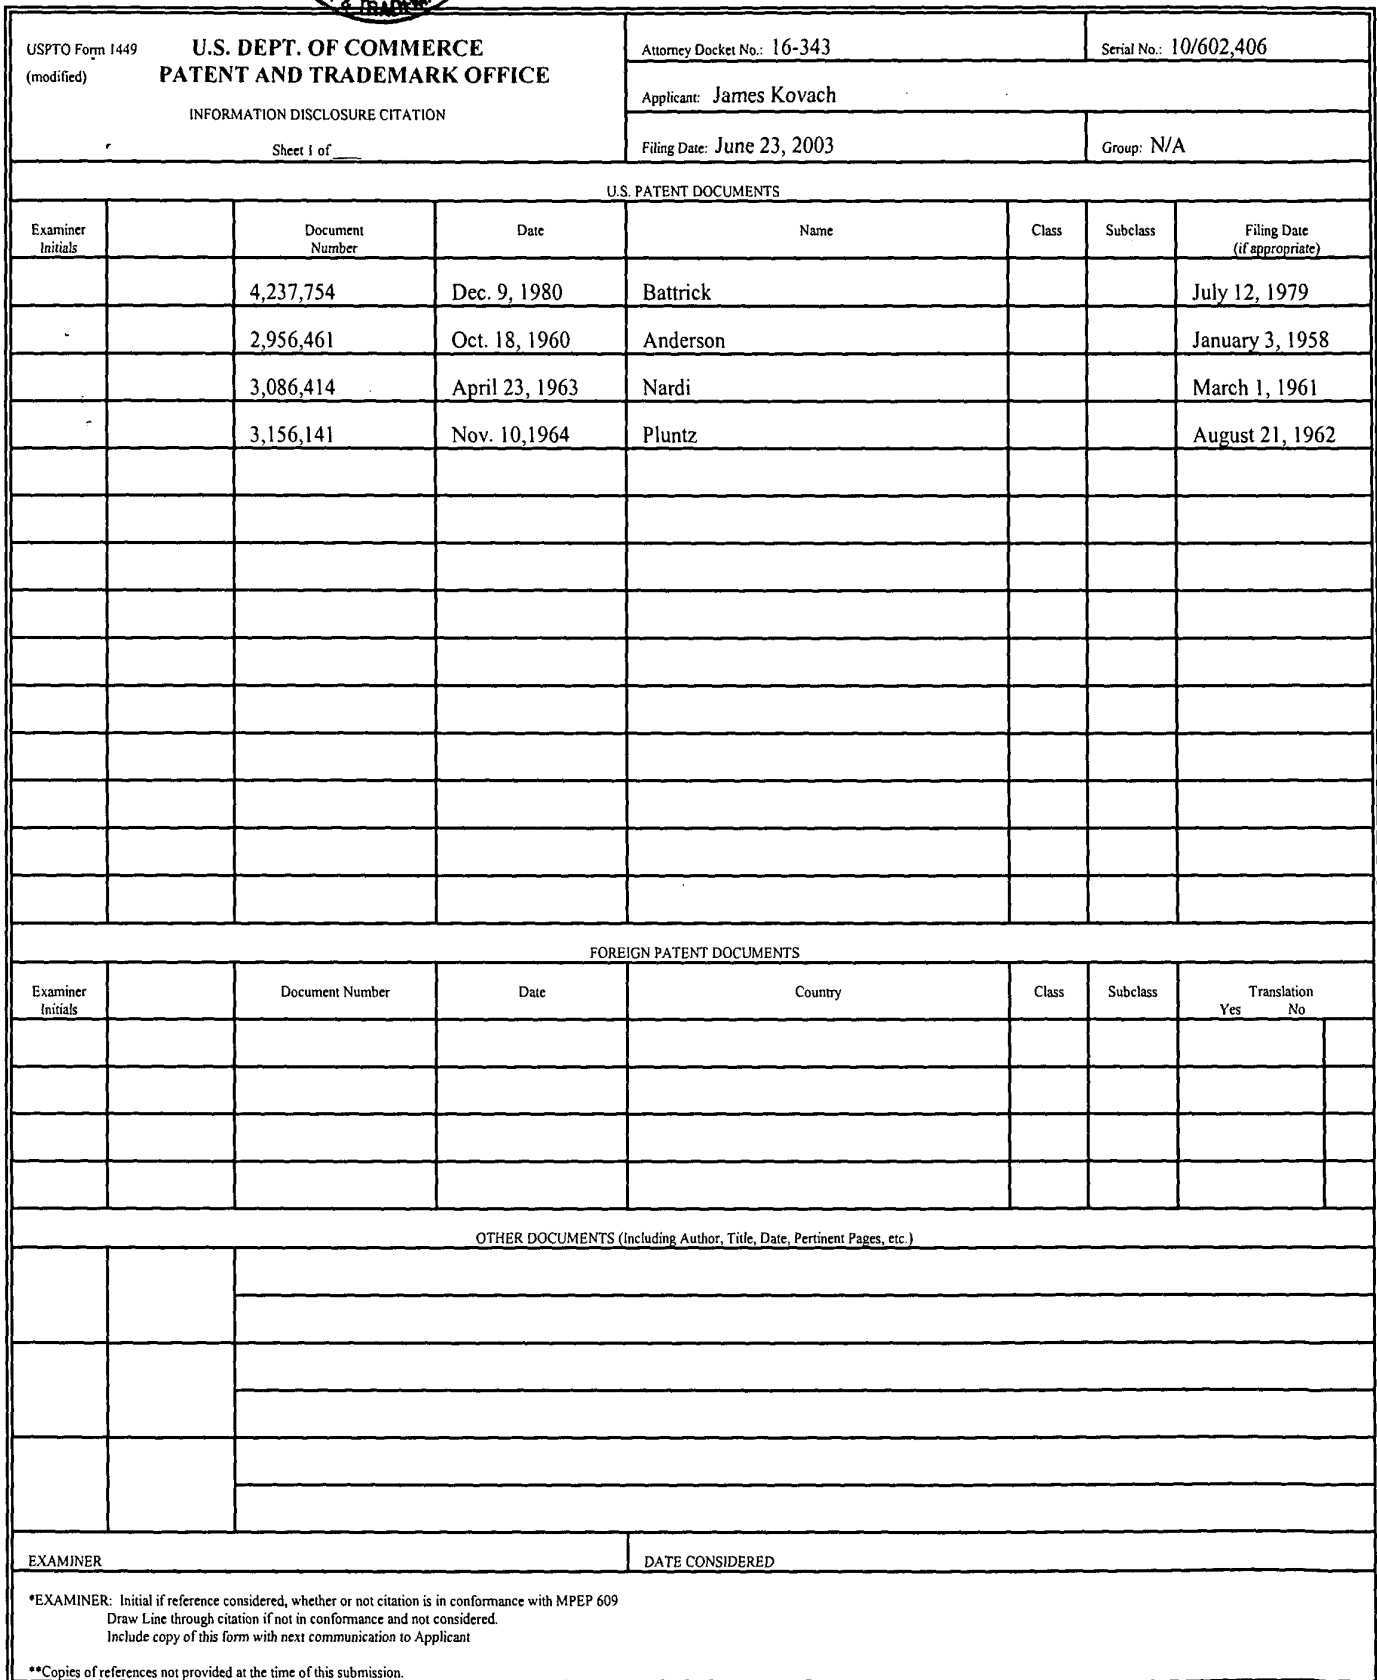 & TRADEM
USPTO Form 1449 U.S. DEPT. OF COMMERCE Attorney Docket No.: 16-343 Serial No.: 10/602,406
(modified) PATENT AND TRADEMARK OFFICE
Applicant: James Kovach
INFORMATION DISCLOSURE CITATION
Sheet 1 of ___ Filing Date: June 23, 2003 Group: N/A
U.S. PATENT DOCUMENTS
Examiner Document Date Name Class Subclass Filing Date
Initials Number (if appropriate)
4,237,754 Dec. 9, 1980 Battrick July 12, 1979
2,956,461 Oct. 18, 1960 Anderson January 3, 1958
3,086,414 April 23, 1963 Nardi March 1, 1961
3,156,141 Nov. 10,1964 Pluntz August 21, 1962
FOREIGN PATENT DOCUMENTS
Examiner Document Number Date Country Class Subclass Translation
Initials Yes No
OTHER DOCUMENTS (Including Author, Title, Date, Pertinent Pages, etc.)
EXAMINER DATE CONSIDERED
*EXAMINER: Initial if reference considered, whether or not citation is in conformance with MPEP 609
Draw Line through citation if not in conformance and not considered.
Include copy of this form with next communication to Applicant
**Copies of references not provided at the time of this submission.